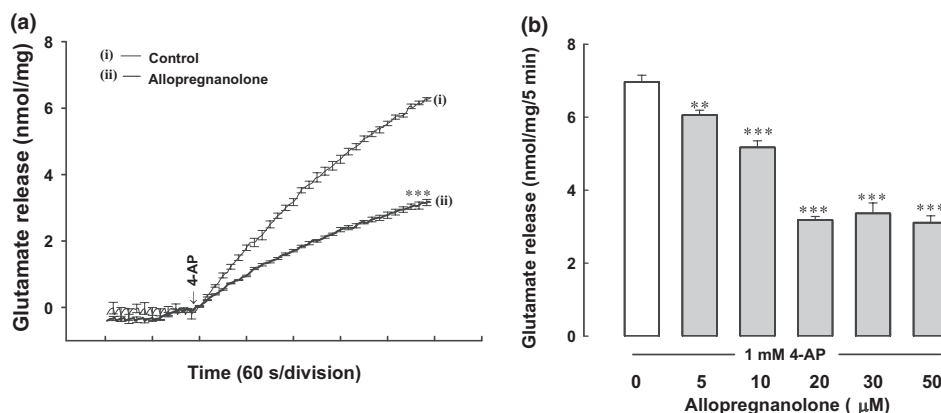 (a)
8
6
4
2
0
Glutamate release (nmol/mg)
(i) Control
(ii) Allopregnanolone
(i)
***
(ii)
4-AP
Time (60 s/division)
(b)
8
6
4
2
0
Glutamate release (nmol/mg/5 min)
**
***
***
***
***
1 mM 4-AP
0 5 10 20 30 50
Allopregnanolone ( μM)